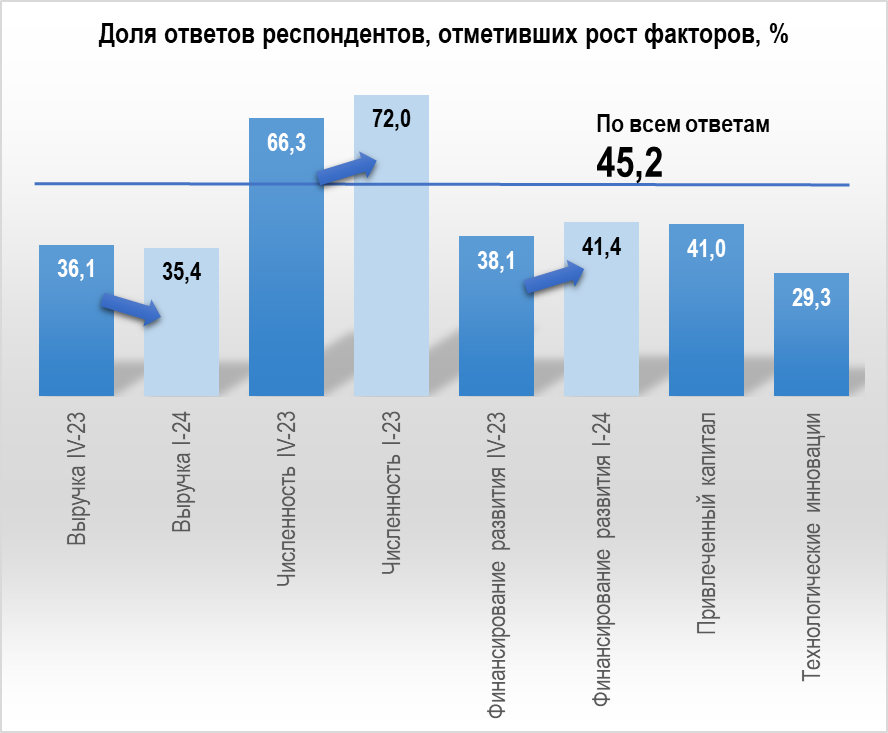 Доля ответов респондентов, отметивших рост факторов, %
По всем ответам
45,2
36,1
35,4
66,3
72,0
38,1
41,4
41,0
29,3
Выручка IV-23
Выручка I-24
Численность IV-23
Численность I-23
Финансирование развития IV-23
Финансирование развития I-24
Привлеченный капитал
Технологические инновации